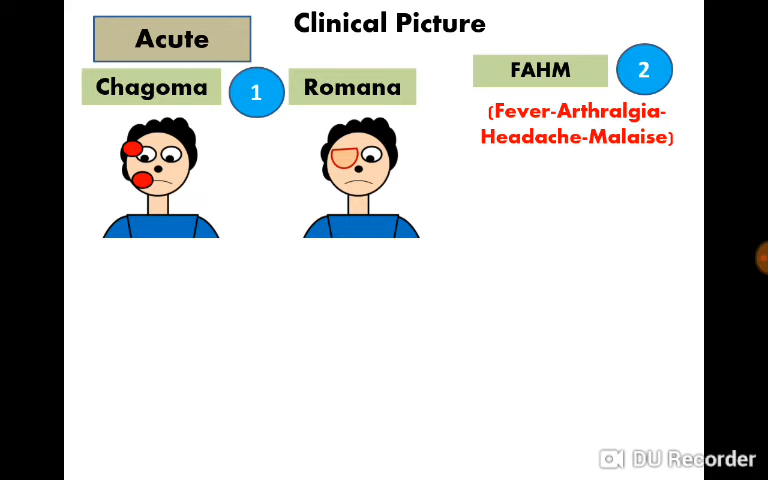 Clinical Picture
Acute
Chagoma
1
Romana
FAHM
2
(Fever-Arthralgia-
Headache-Malaise)
DU Recorder